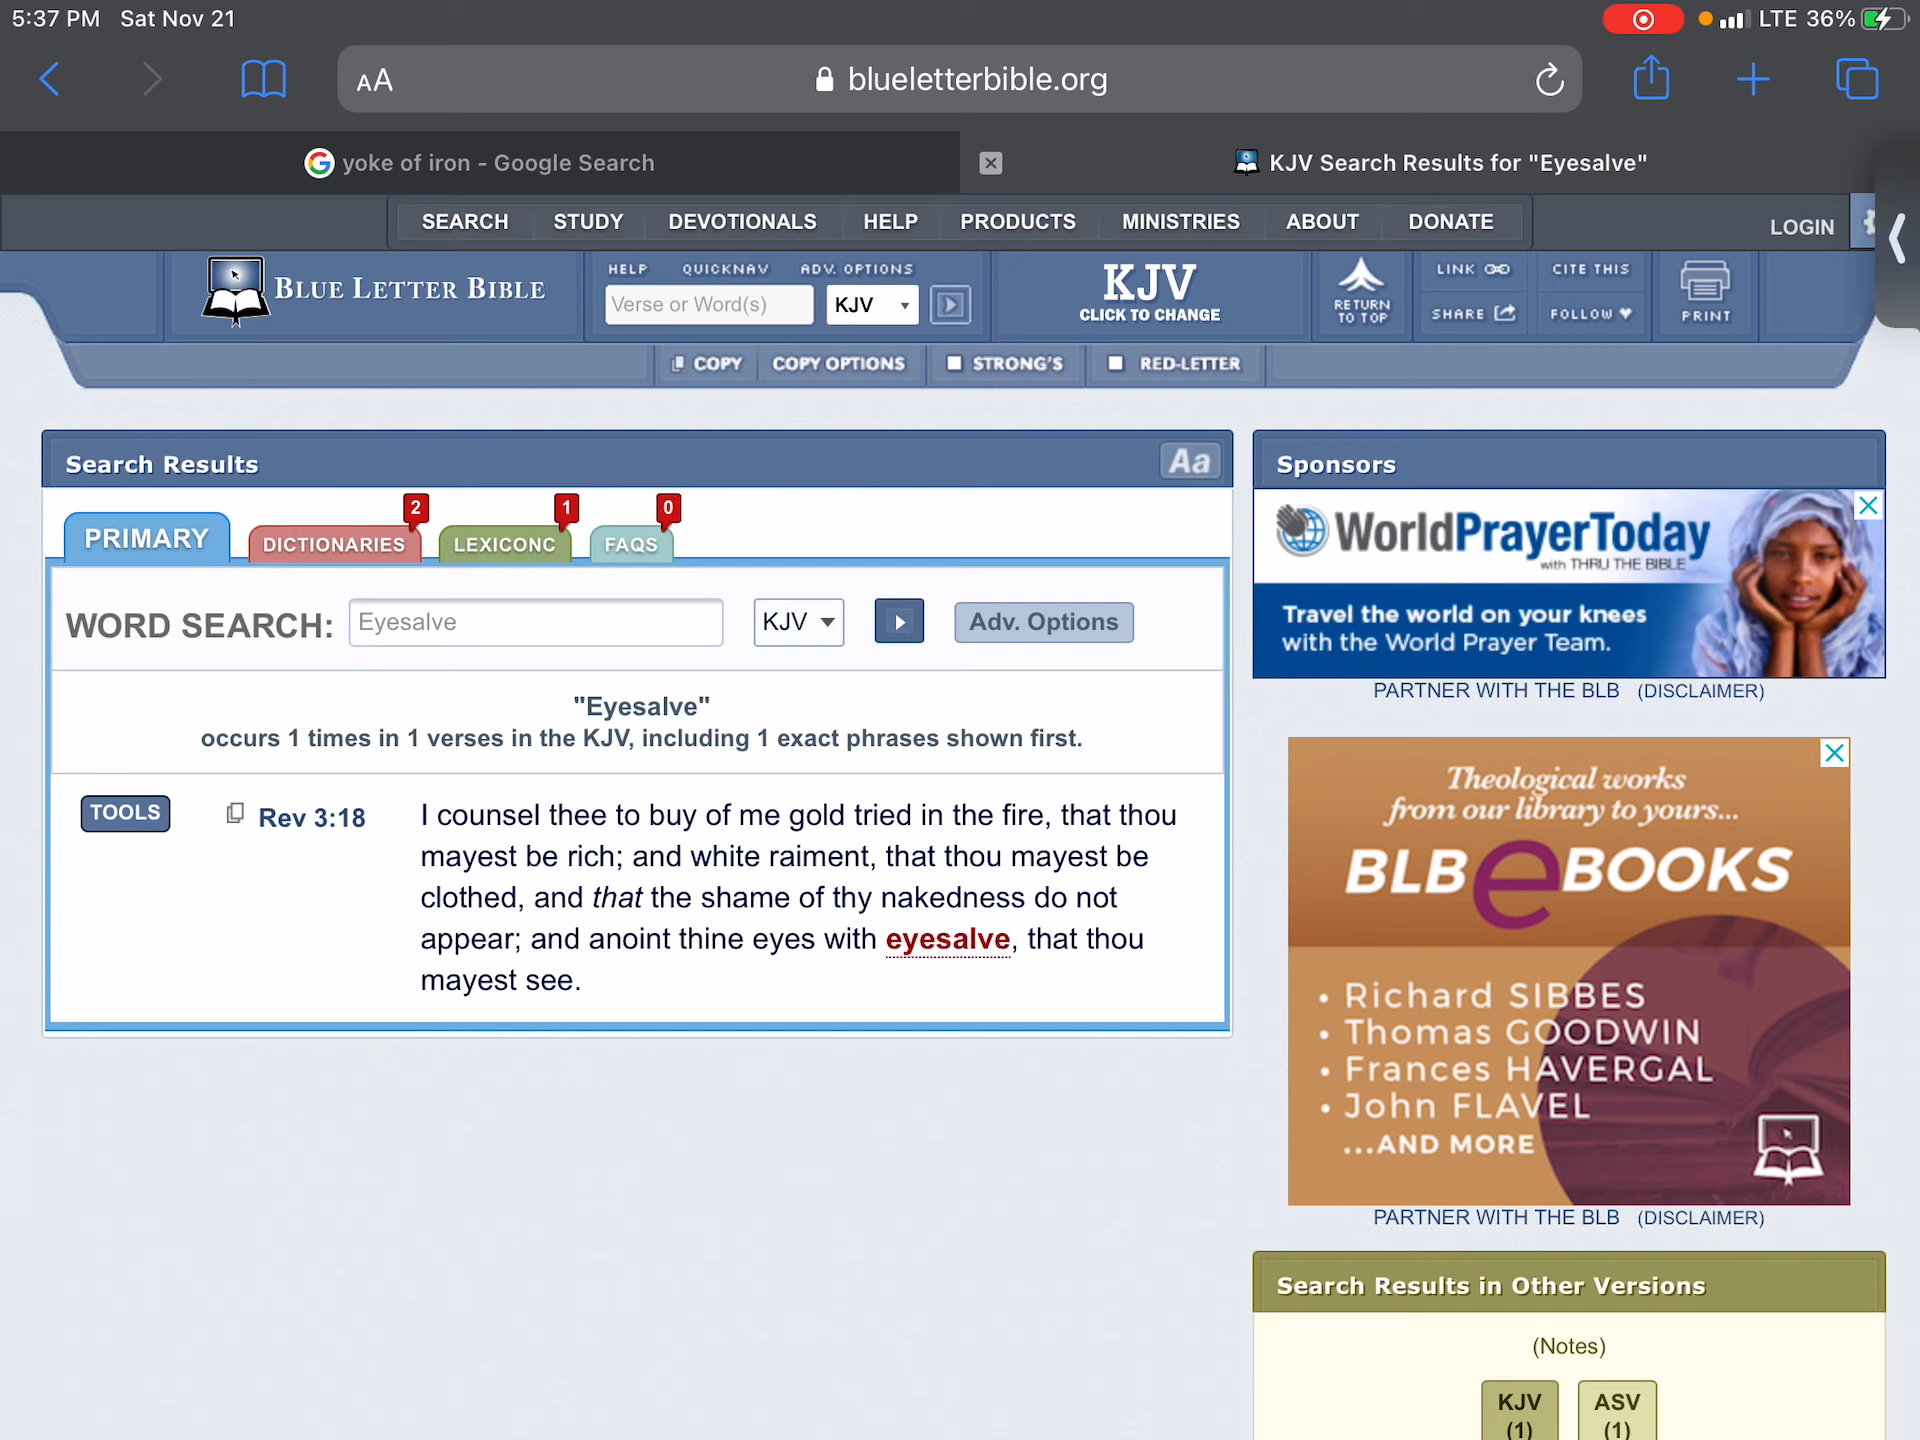 5:37 PM Sat Nov 21
LTE 36%
AA
blueletterbible.org
yoke of iron - Google Search
KJV Search Results for "Eyesalve"
SEARCH STUDY DEVOTIONALS HELP PRODUCTS MINISTRIES ABOUT DONATE
LOGIN
BLUE LETTER BIBLE
HELP QUICKNAV ADV. OPTIONS
Verse or Word(s)
KJV
KJV
CLICK TO CHANGE
RETURN
TO TOP
LINK
CITE THIS
SHARE
FOLLOW
PRINT
COPY
COPY OPTIONS
STRONG'S
RED-LETTER
Search Results
Aa
PRIMARY
DICTIONARIES
2
LEXICONC
1
FAQS
0
WORD SEARCH:
Eyesalve
KJV
Adv. Options
"Eyesalve"
occurs 1 times in 1 verses in the KJV, including 1 exact phrases shown first.
TOOLS
Rev 3:18
I counsel thee to buy of me gold tried in the fire, that thou
mayest be rich; and white raiment, that thou mayest be
clothed, and that the shame of thy nakedness do not
appear; and anoint thine eyes with eyesalve, that thou
mayest see.
Sponsors
WorldPrayerToday
with THRU THE BIBLE
Travel the world on your knees
with the World Prayer Team.
PARTNER WITH THE BLB (DISCLAIMER)
Theological works
from our library to yours...
BLB eBOOKS
• Richard SIBBES
• Thomas GOODWIN
• Frances HAVERGAL
• John FLAVEL
...AND MORE
PARTNER WITH THE BLB (DISCLAIMER)
Search Results in Other Versions
(Notes)
KJV
(1)
ASV
(1)